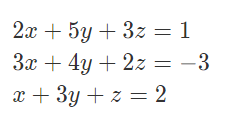 2x + 5y + 3z = 1
3x + 4y + 2z = −3
x + 3y + z = 2